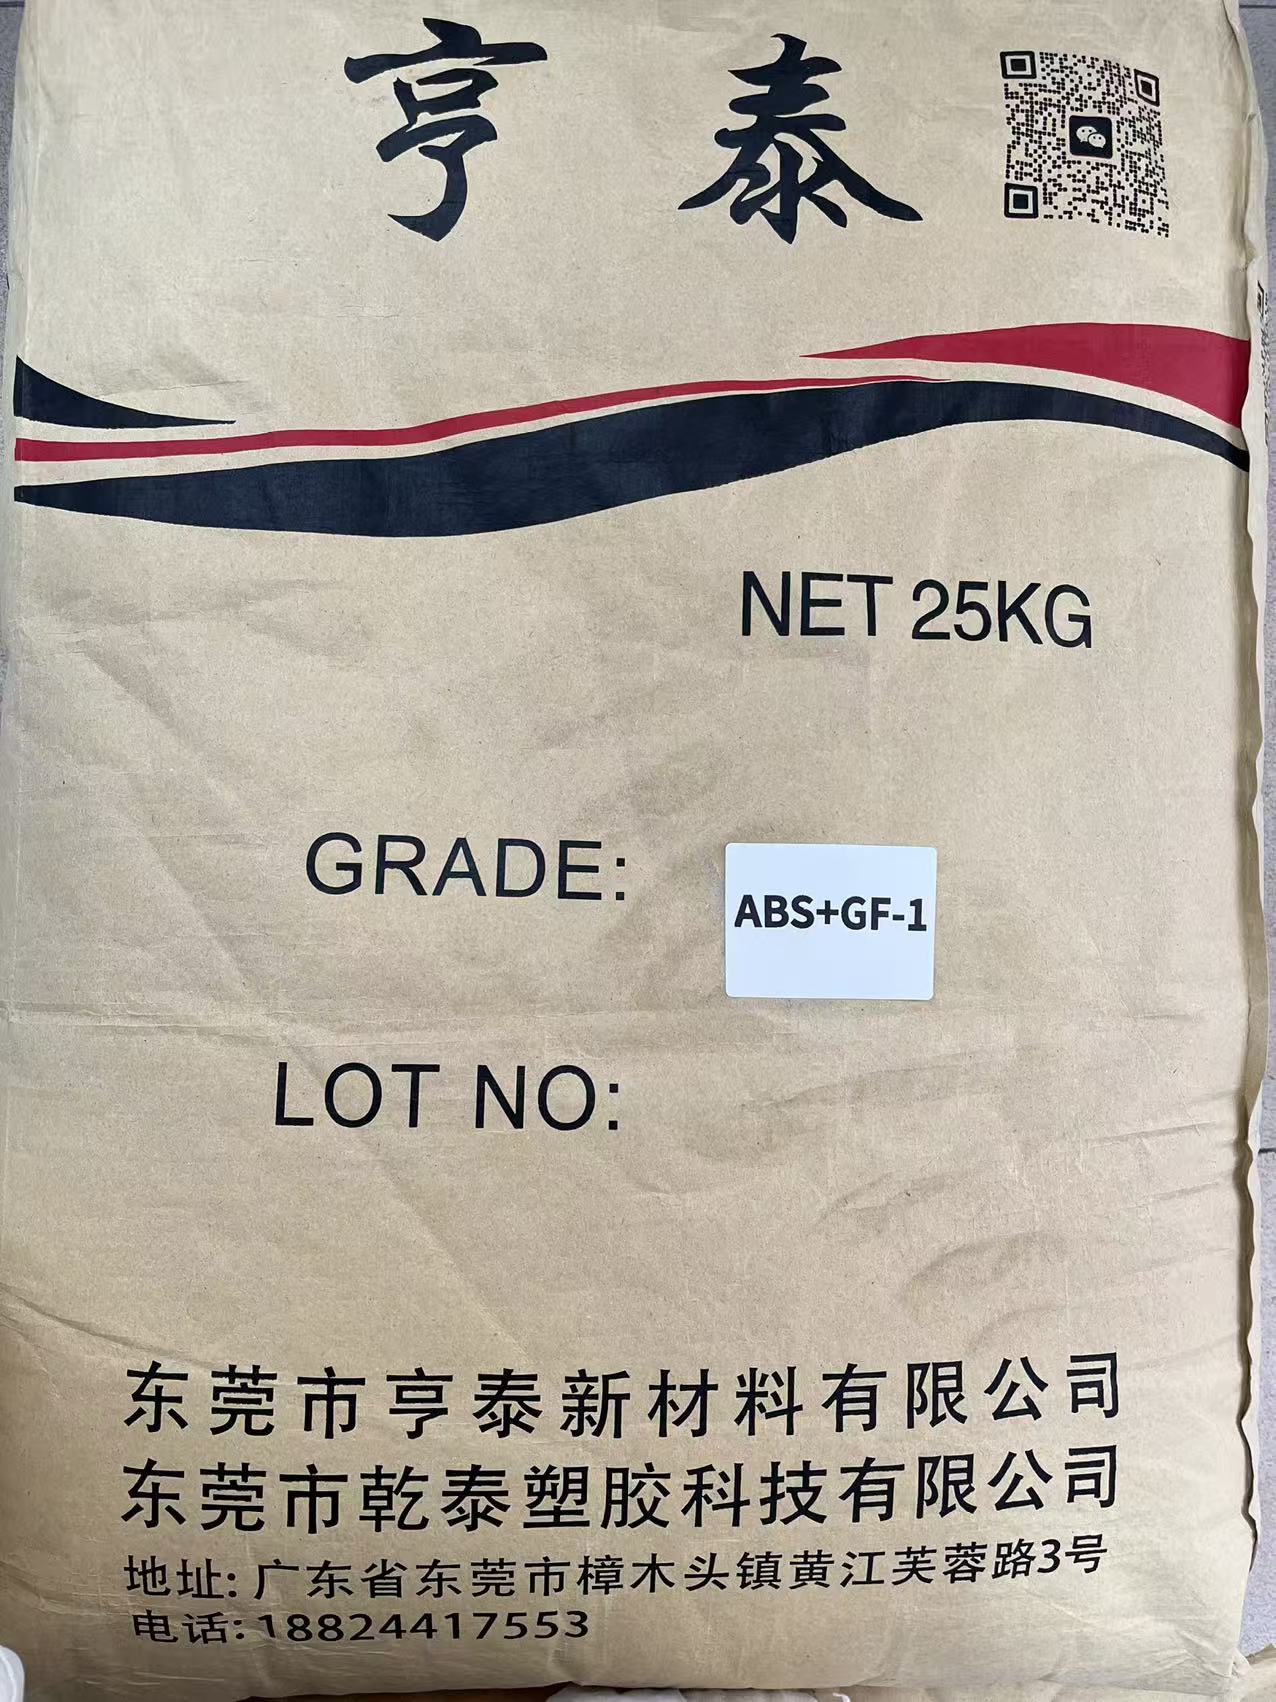 亨泰
NET 25KG
GRADE: ABS+GF-1
LOT NO:
东莞市亨泰新材料有限公司
东莞市乾泰塑胶科技有限公司
地址: 广东省东莞市樟木头镇黄江芙蓉路3号
电话: 18824417553